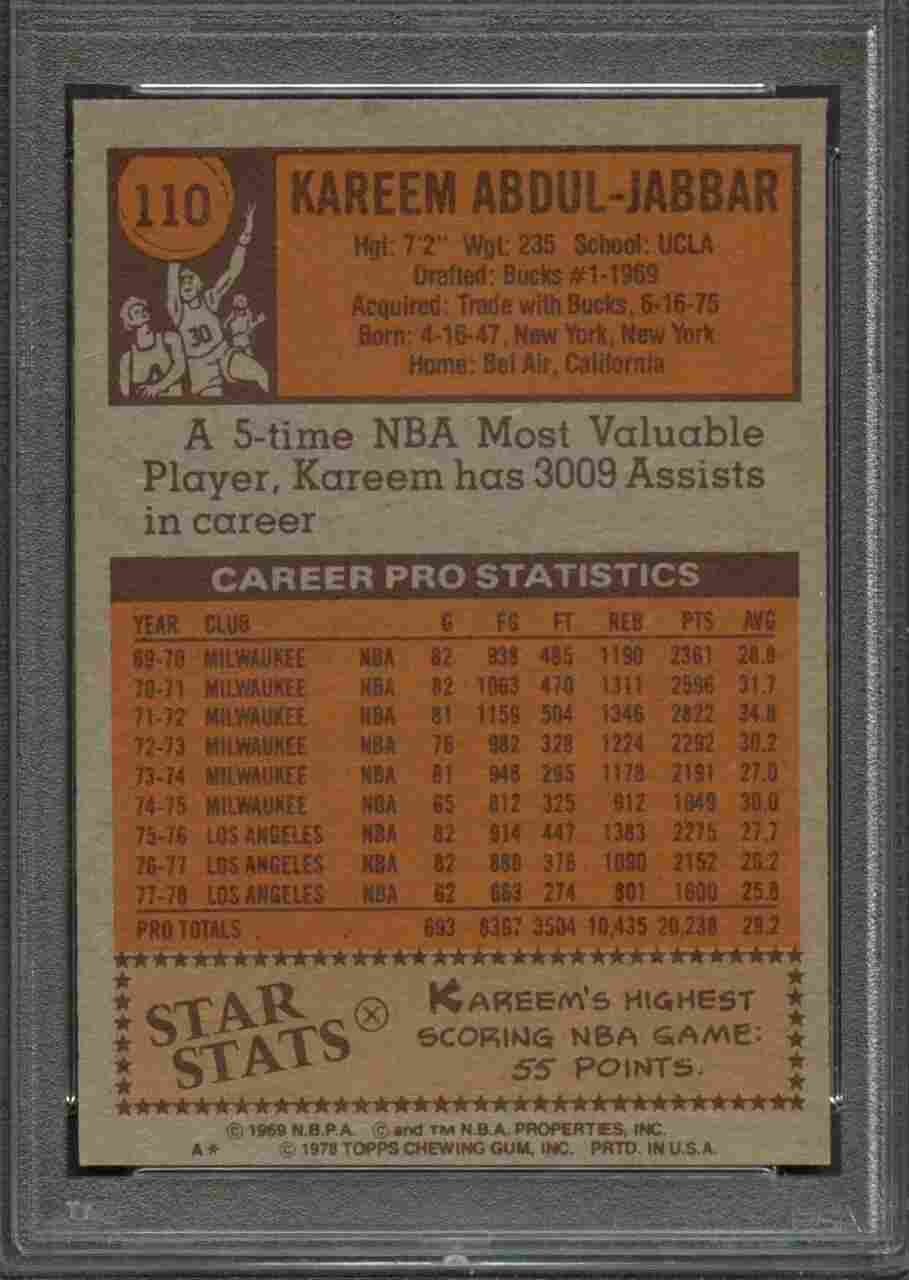 110
KAREEM ABDUL-JABBAR
Hgt: 7'2" Wgt: 235 School: UCLA
Drafted: Bucks #1-1969
Acquired: Trade with Bucks, 6-16-75
Born: 4-16-47, New York, New York
Home: Bel Air, California
30
A 5-time NBA Most Valuable
Player, Kareem has 3009 Assists
in career
CAREER PRO STATISTICS
YEAR CLUB G FG FT REB PTS AVG
69-70 MILWAUKEE NBA 82 938 485 1190 2361 28.8
70-71 MILWAUKEE NBA 82 1063 470 1311 2596 31.7
71-72 MILWAUKEE NBA 81 1159 504 1346 2822 34.8
72-73 MILWAUKEE NBA 76 982 328 1224 2292 30.2
73-74 MILWAUKEE NBA 81 948 295 1178 2191 27.0
74-75 MILWAUKEE NBA 65 812 325 912 1949 30.0
75-76 LOS ANGELES NBA 82 914 447 1383 2275 27.7
76-77 LOS ANGELES NBA 82 888 376 1090 2152 26.2
77-78 LOS ANGELES NBA 62 663 274 801 1600 25.8
PRO TOTALS 693 8367 3504 10,435 20,238 29.2
STAR
STATS
KAREEM'S HIGHEST
SCORING NBA GAME:
55 POINTS.
© 1969 N.B.P.A. © and TM N.B.A. PROPERTIES, INC.
A* © 1978 TOPPS CHEWING GUM, INC. PRTD. IN U.S.A.